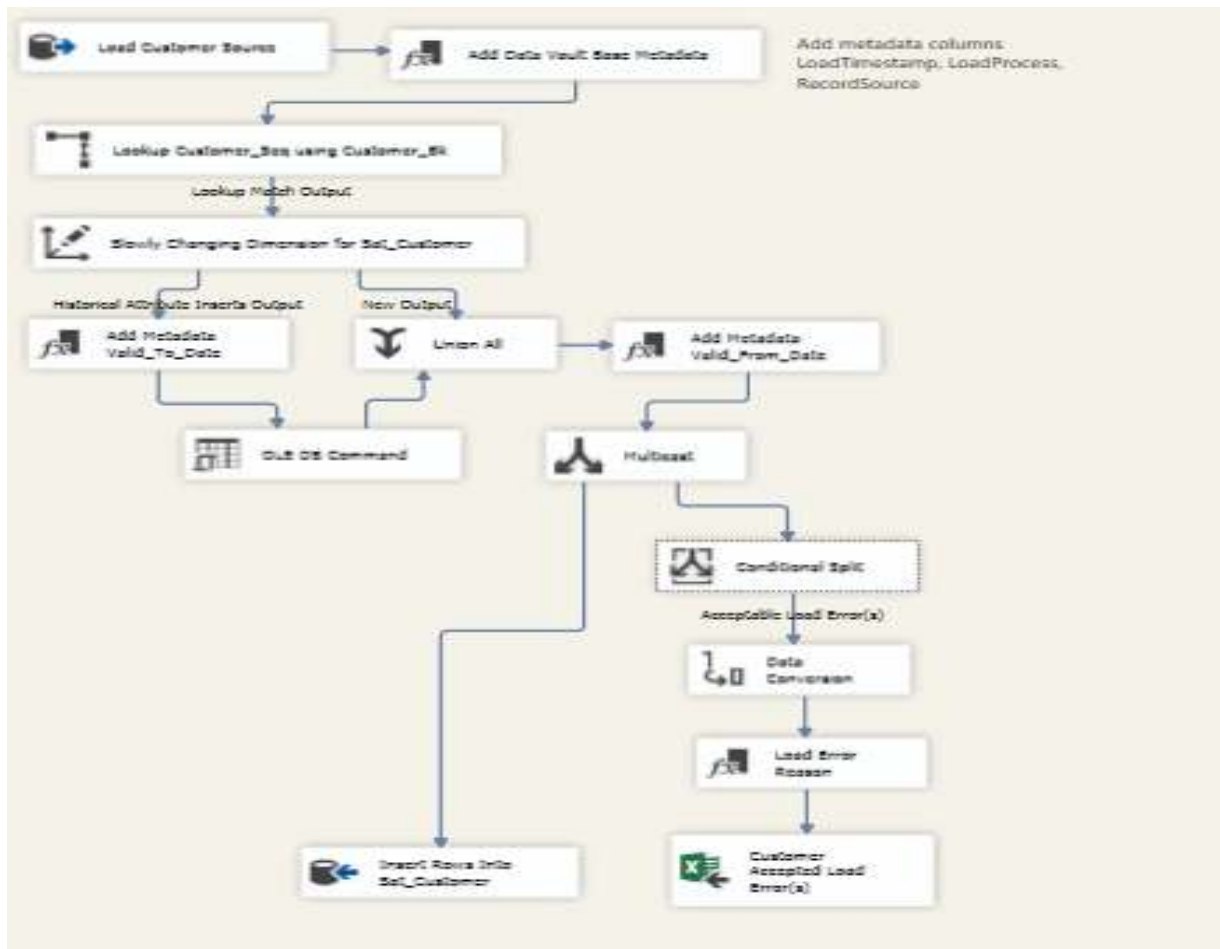 Load Customer Source
Add Data Vault Base Metadata
Add metadata columns
LoadTimestamp, LoadProcess,
RecordSource
Lookup Customer_Seq using Customer_Bk
Lookup Match Output
Slowly Changing Dimension for Sat_Customer
Historical Attribute Inserts Output
New Output
Add Metadata
Valid_To_Date
Union All
Add Metadata
Valid_From_Date
OLE DB Command
Multicast
Conditional Split
Acceptable Load Error(s)
Data
Conversion
Load Error
Reason
Insert Rows Into
Sat_Customer
Customer
Accepted Load
Error(s)